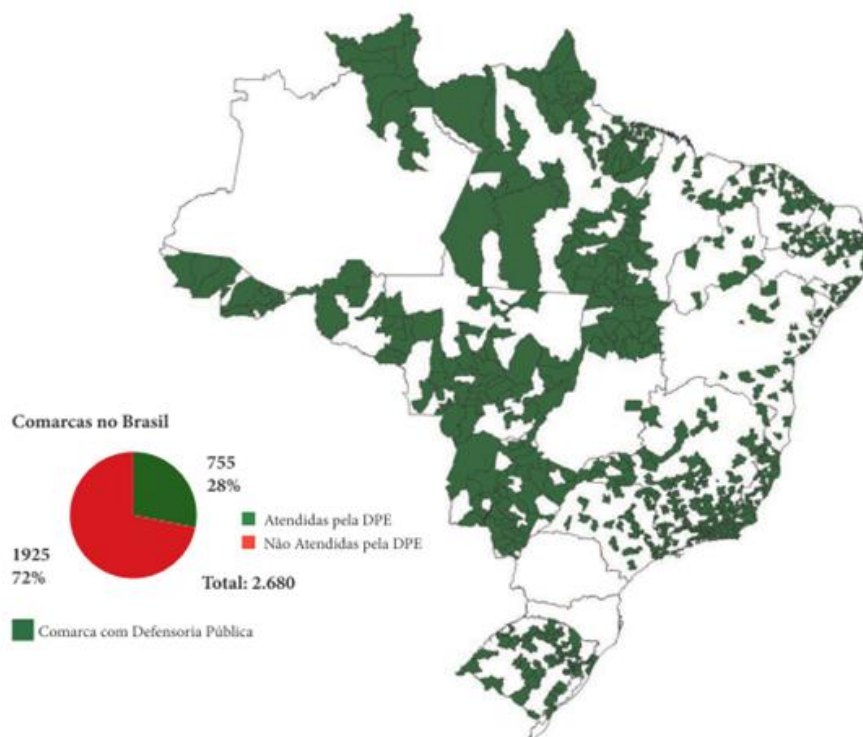 Comarcas no Brasil
755
28%
Atendidas pela DPE
Não Atendidas pela DPE
1925
72%
Total: 2.680
Comarca com Defensoria Pública